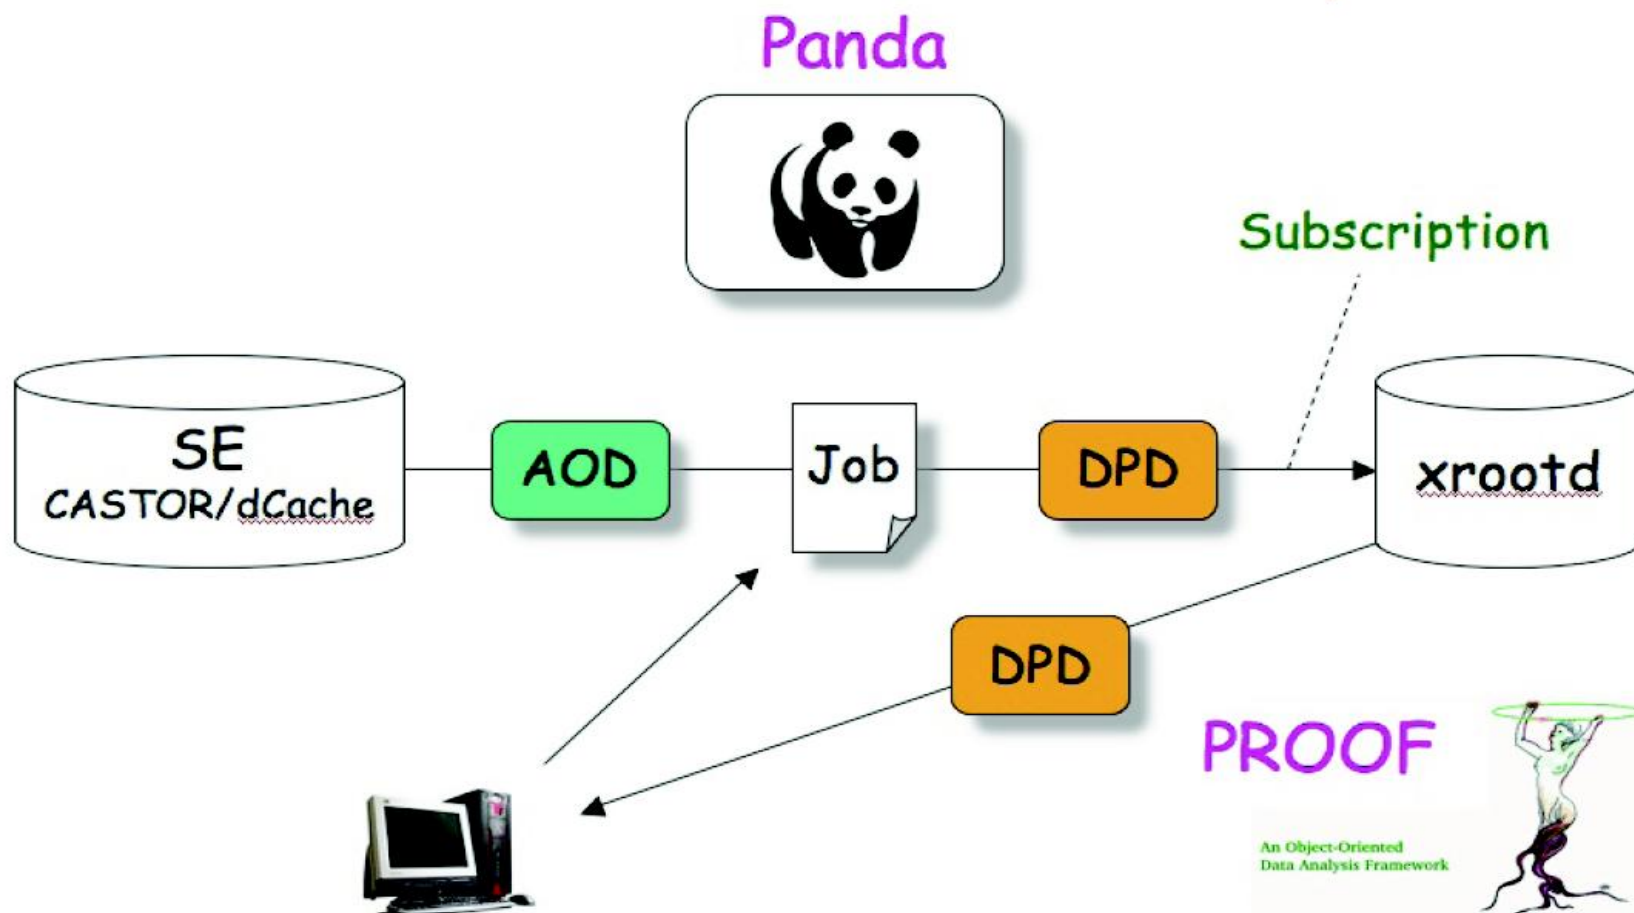 Panda
Subscription
SE
CASTOR/dCache
AOD
Job
DPD
xrootd
DPD
PROOF
An Object-Oriented
Data Analysis Framework